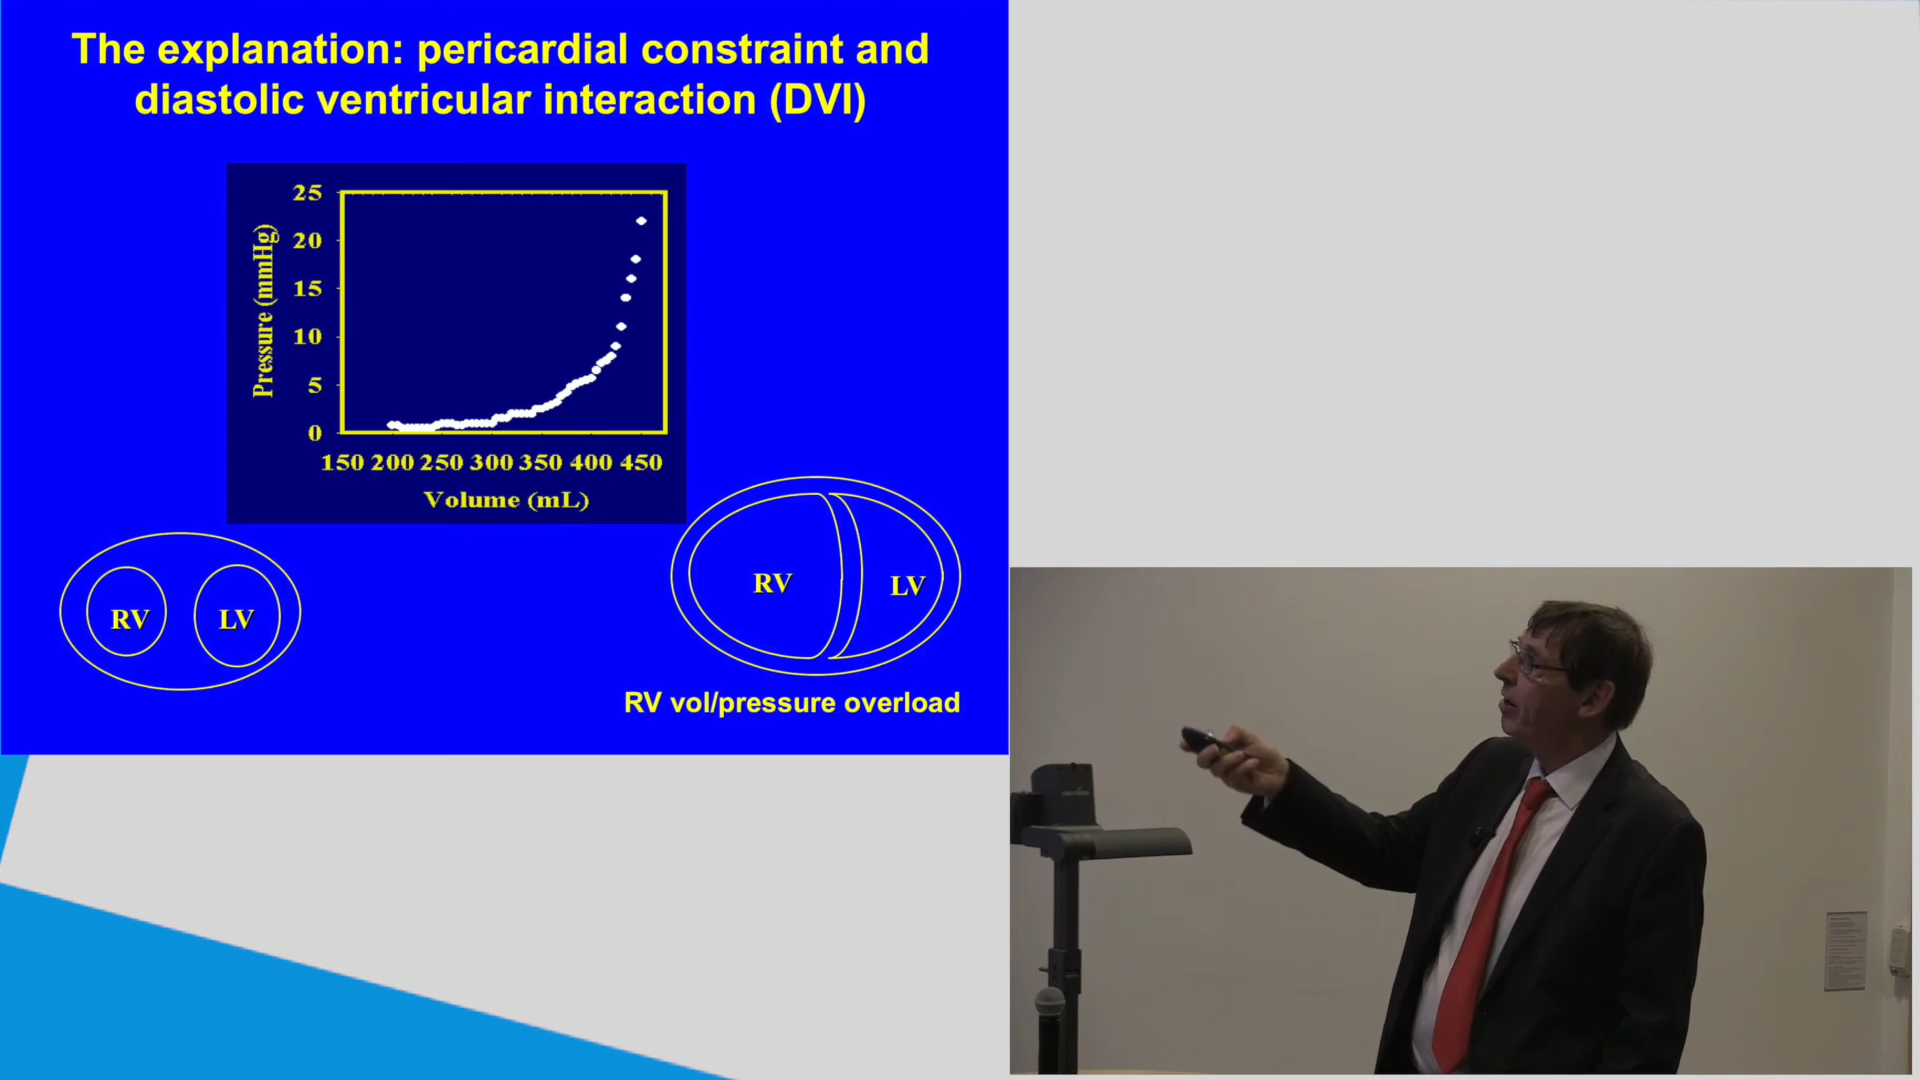 The explanation: pericardial constraint and
diastolic ventricular interaction (DVI)
25
20
15
10
5
0
Pressure (mmHg)
150 200 250 300 350 400 450
Volume (mL)
RV
LV
RV
LV
RV vol/pressure overload